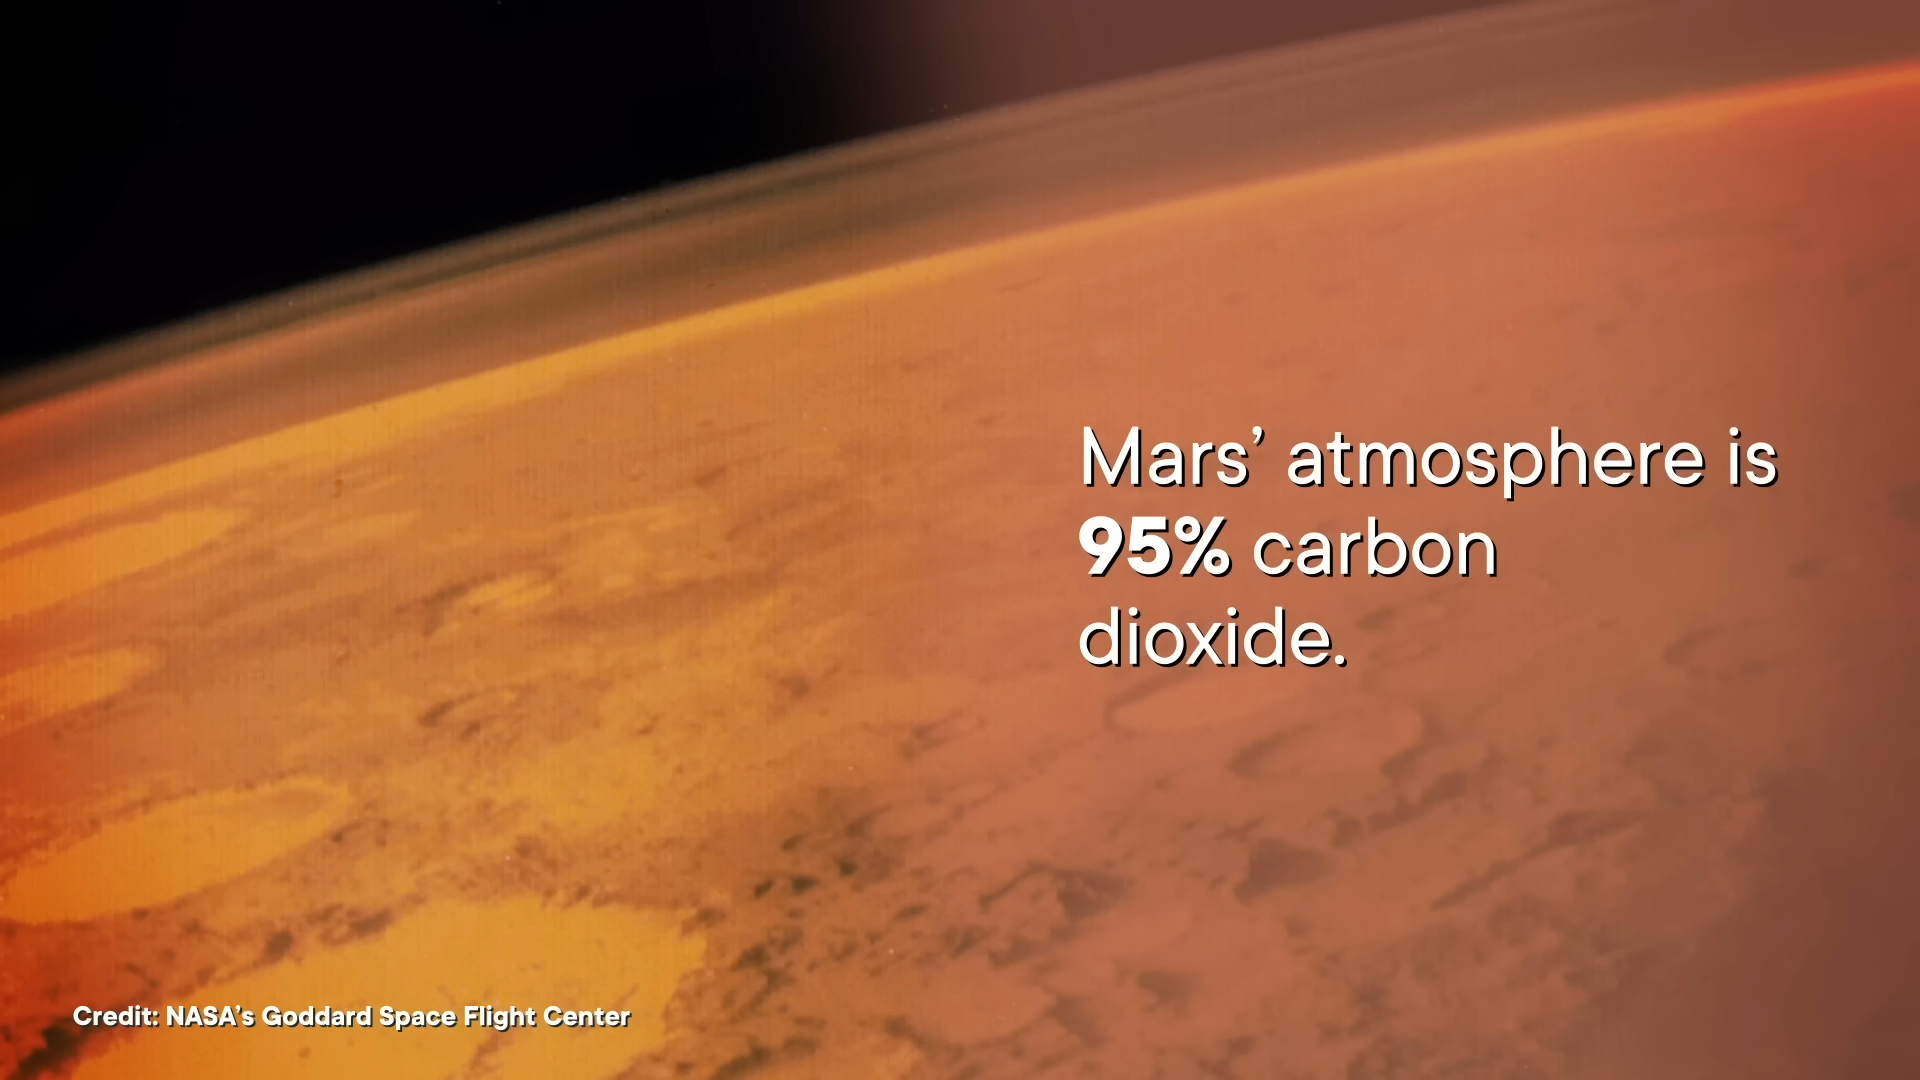 Mars’ atmosphere is
95% carbon
dioxide.
Credit: NASA’s Goddard Space Flight Center